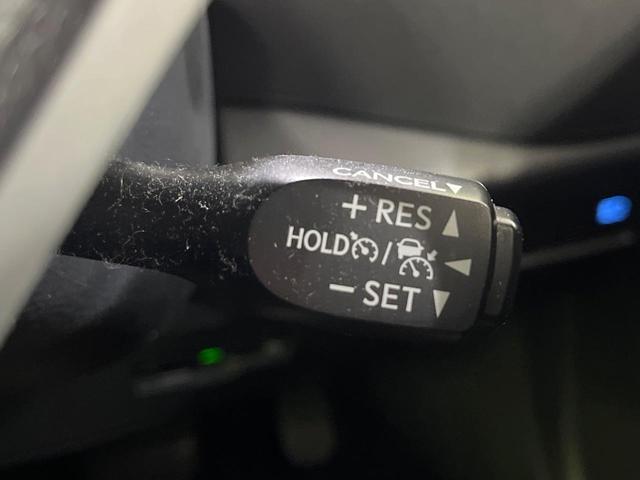 CANCEL
+ RES
HOLD /
− SET